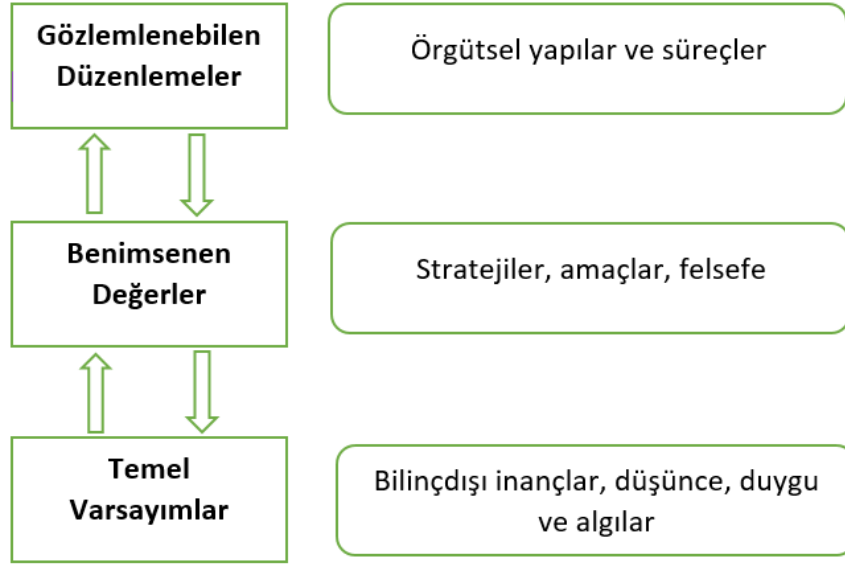 Gözlemlenebilen
Düzenlemeler
Örgütsel yapılar ve süreçler
Benimsenen
Değerler
Stratejiler, amaçlar, felsefe
Temel
Varsayımlar
Bilinçdışı inançlar, düşünce, duygu
ve algılar